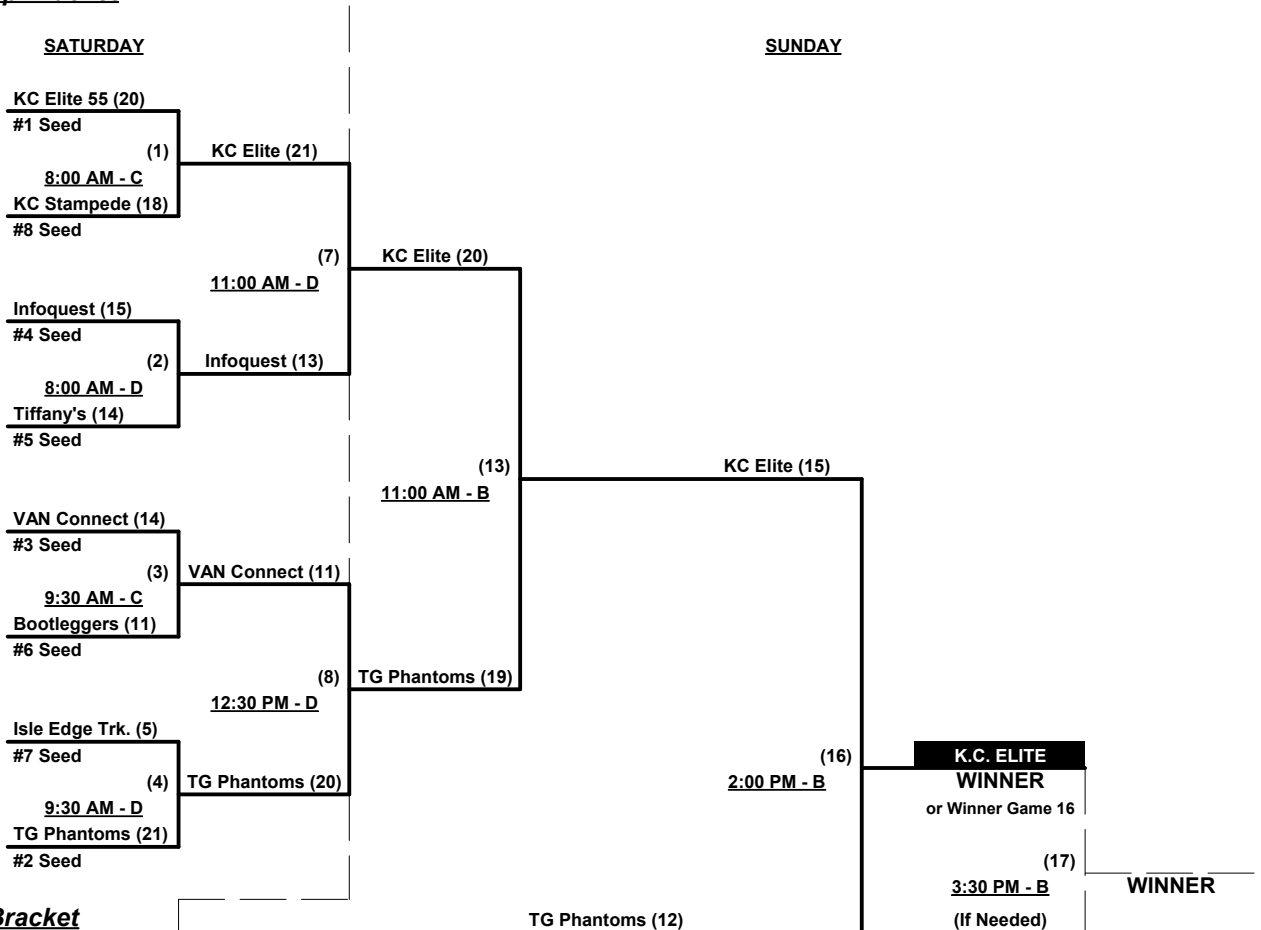 SATURDAY
SUNDAY
KC Elite 55 (20)
#1 Seed
(1)
KC Elite (21)
8:00 AM - C
KC Stampede (18)
#8 Seed
(7)
KC Elite (20)
11:00 AM - D
Infoquest (15)
#4 Seed
(2)
Infoquest (13)
8:00 AM - D
Tiffany's (14)
#5 Seed
(13)
KC Elite (15)
11:00 AM - B
VAN Connect (14)
#3 Seed
(3)
VAN Connect (11)
9:30 AM - C
Bootleggers (11)
#6 Seed
(8)
TG Phantoms (19)
12:30 PM - D
Isle Edge Trk. (5)
#7 Seed
(4)
TG Phantoms (20)
9:30 AM - D
TG Phantoms (21)
#2 Seed
(16)
2:00 PM - B
K.C. ELITE
WINNER
or Winner Game 16
(17)
3:30 PM - B
WINNER
(If Needed)
Bracket
TG Phantoms (12)